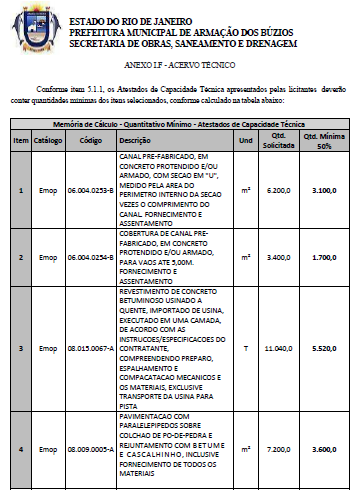 ESTADO DO RIO DE JANEIRO
PREFEITURA MUNICIPAL DE ARMAÇÃO DOS BÚZIOS
SECRETARIA DE OBRAS, SANEAMENTO E DRENAGEM
ANEXO I.F - ACERVO TÉCNICO
Conforme item 5.1.1, os Atestados de Capacidade Técnica apresentados pelas licitantes deverão
conter quantidades mínimas dos itens selecionados, conforme calculado na tabela abaixo:
Memória de Cálculo - Quantitativo Mínimo - Atestados de Capacidade Técnica
Item Catálogo Código Descrição Und Qtd. Solicitada Qtd. Mínima 50%
1 Emop 06.004.0253-B CANAL PRE-FABRICADO, EM
CONCRETO PROTENDIDO E/OU
ARMADO, COM SECAO EM "U",
MEDIDO PELA AREA DO
PERIMETRO INTERNO DA SECAO
VEZES O COMPRIMENTO DO
CANAL. FORNECIMENTO E
ASSENTAMENTO m² 6.200,0 3.100,0
2 Emop 06.004.0254-B COBERTURA DE CANAL PRE-
FABRICADO, EM CONCRETO
PROTENDIDO E/OU ARMADO,
PARA VAOS ATE 5,00M.
FORNECIMENTO E
ASSENTAMENTO m² 3.400,0 1.700,0
3 Emop 08.015.0067-A REVESTIMENTO DE CONCRETO
BETUMINOSO USINADO A
QUENTE, IMPORTADO DE USINA,
EXECUTADO EM UMA CAMADA,
DE ACORDO COM AS
INSTRUCOES/ESPECIFICACOES DO
CONTRATANTE,
COMPREENDENDO PREPARO,
ESPALHAMENTO E
COMPACATACAO MECANICOS E
OS MATERIAIS, EXCLUSIVE
TRANSPORTE DA USINA PARA
PISTA T 11.040,0 5.520,0
4 Emop 08.009.0005-A PAVIMENTACAO COM
PARALELEPIPEDOS SOBRE
COLCHAO DE PO-DE-PEDRA E
REJUNTAMENTO COM BETUME
E CASCALHINHO, INCLUSIVE
FORNECIMENTO DE TODOS OS
MATERIAIS m² 7.200,0 3.600,0